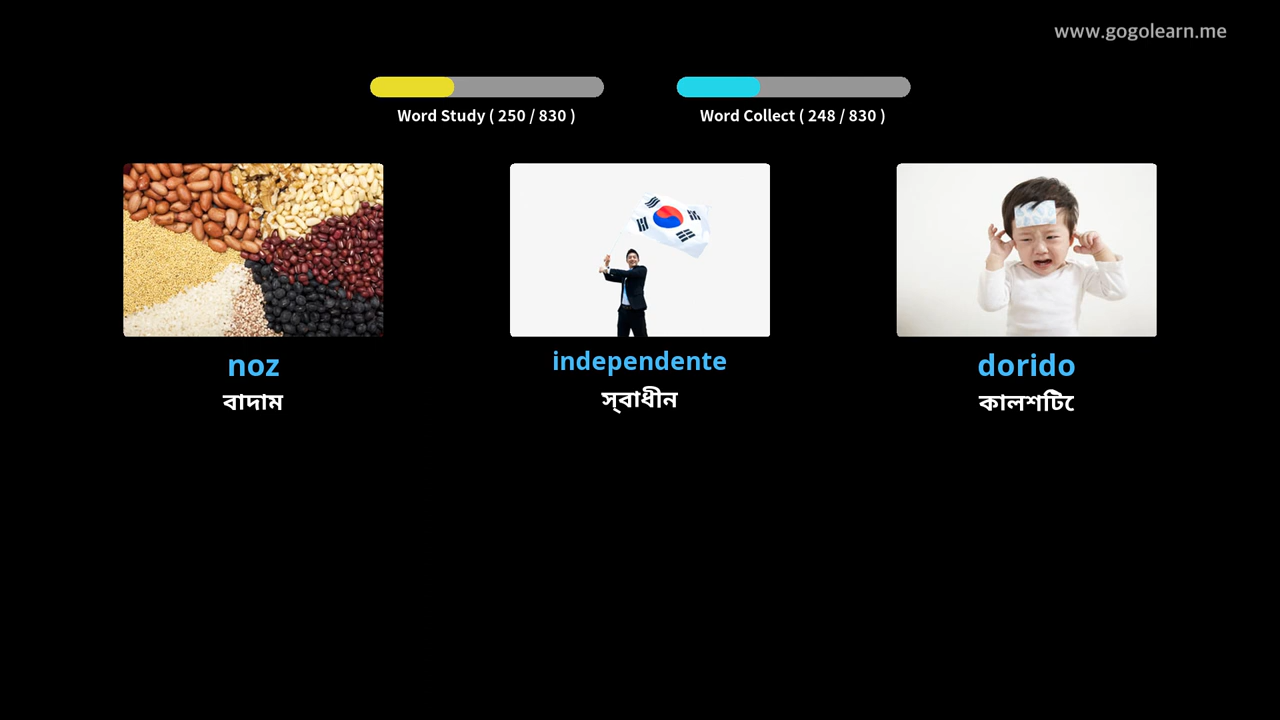 www.gogolearn.me
Word Study ( 250 / 830 )
Word Collect ( 248 / 830 )
noz
independente
dorido
বাদাম
স্বাধীন
কালশিটে